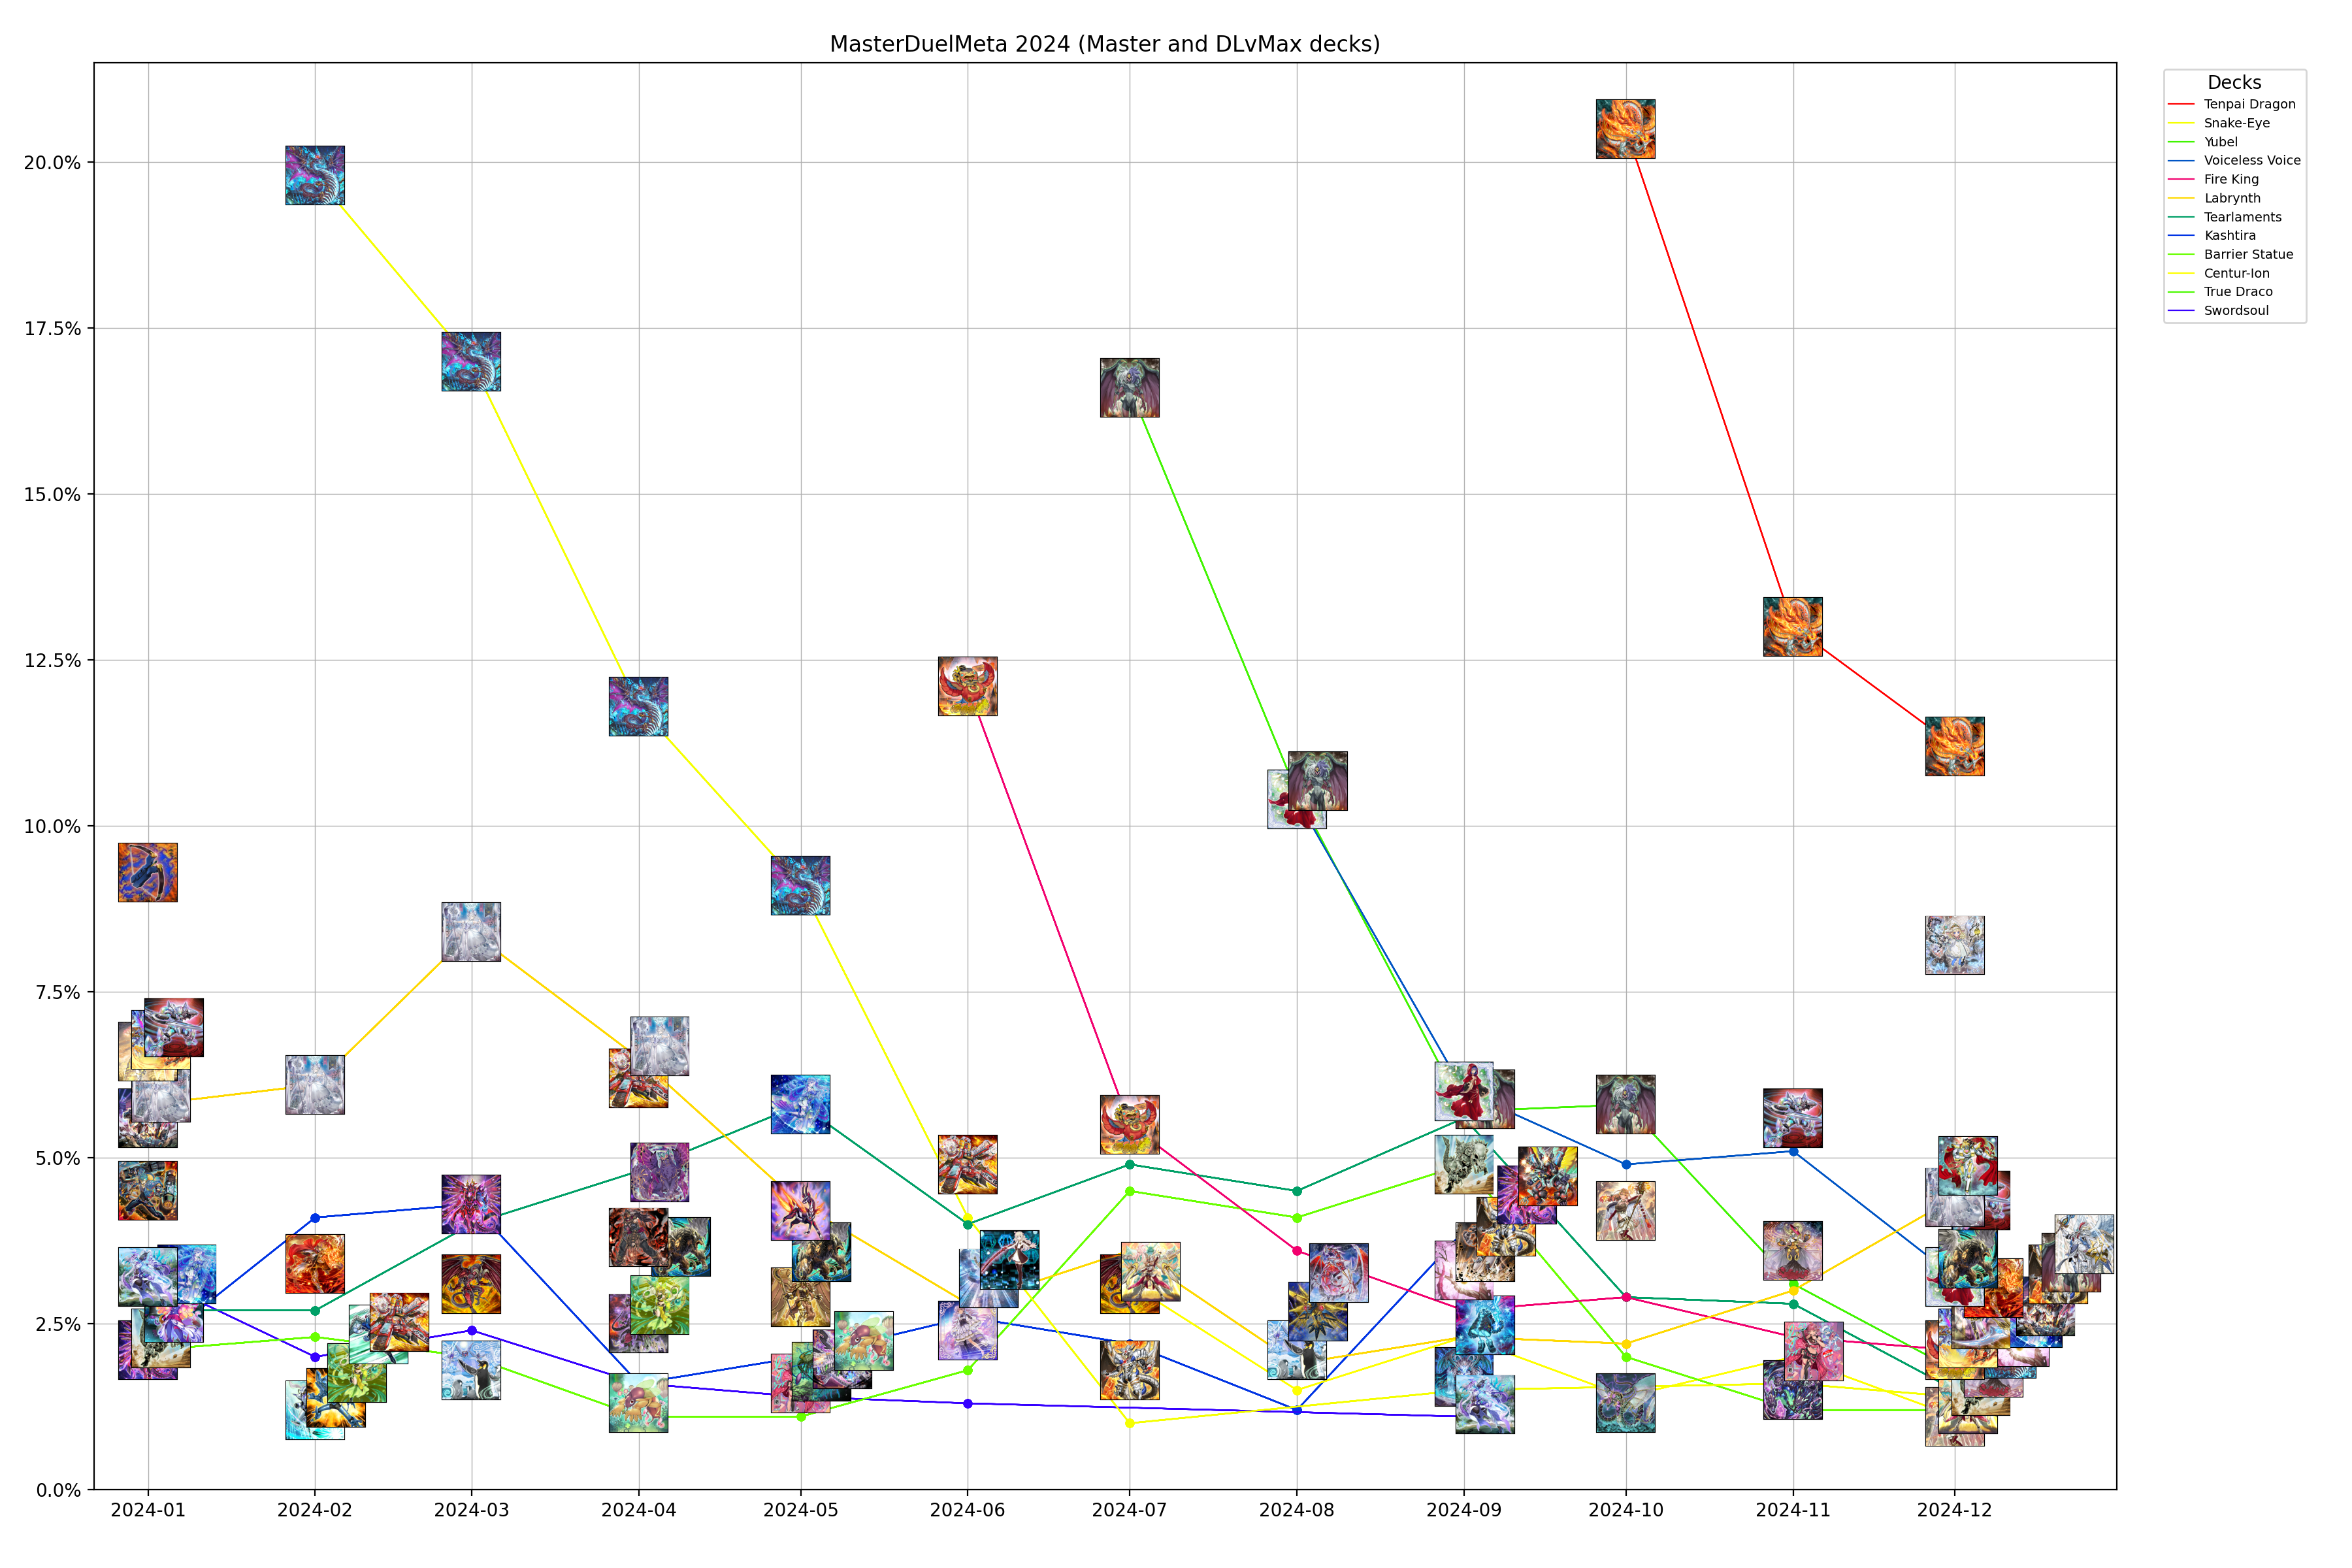 MasterDuelMeta 2024 (Master and DLvMax decks)
20.0%
17.5%
15.0%
12.5%
10.0%
7.5%
5.0%
2.5%
0.0%
2024-01
2024-02
2024-03
2024-04
2024-05
2024-06
2024-07
2024-08
2024-09
2024-10
2024-11
2024-12
Decks
Tenpai Dragon
Snake-Eye
Yubel
Voiceless Voice
Fire King
Labrynth
Tearlaments
Kashtira
Barrier Statue
Centur-Ion
True Draco
Swordsoul